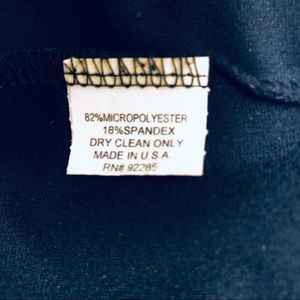 82%MICROPOLYESTER
18%SPANDEX
DRY CLEAN ONLY
MADE IN U.S.A.
RN# 92285